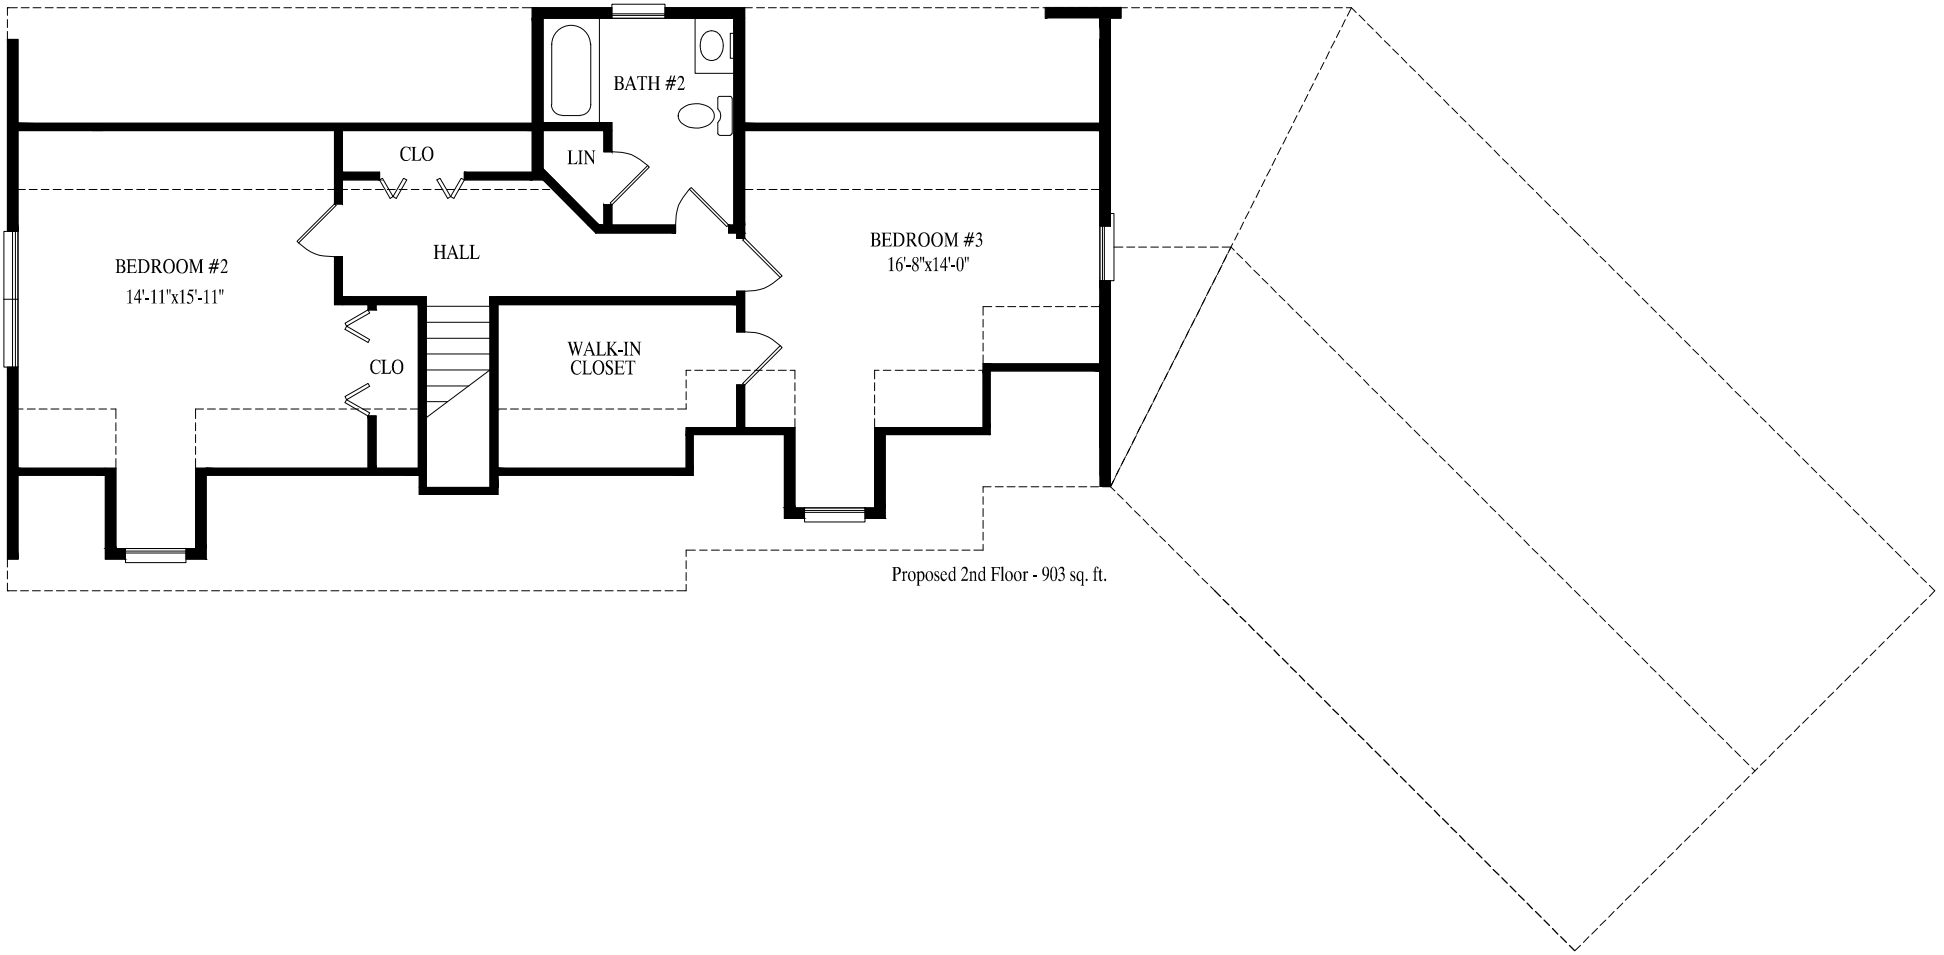 BATH #2
CLO
LIN
HALL
BEDROOM #2
14'-11"x15'-11"
BEDROOM #3
16'-8"x14'-0"
WALK-IN
CLOSET
CLO
Proposed 2nd Floor - 903 sq. ft.